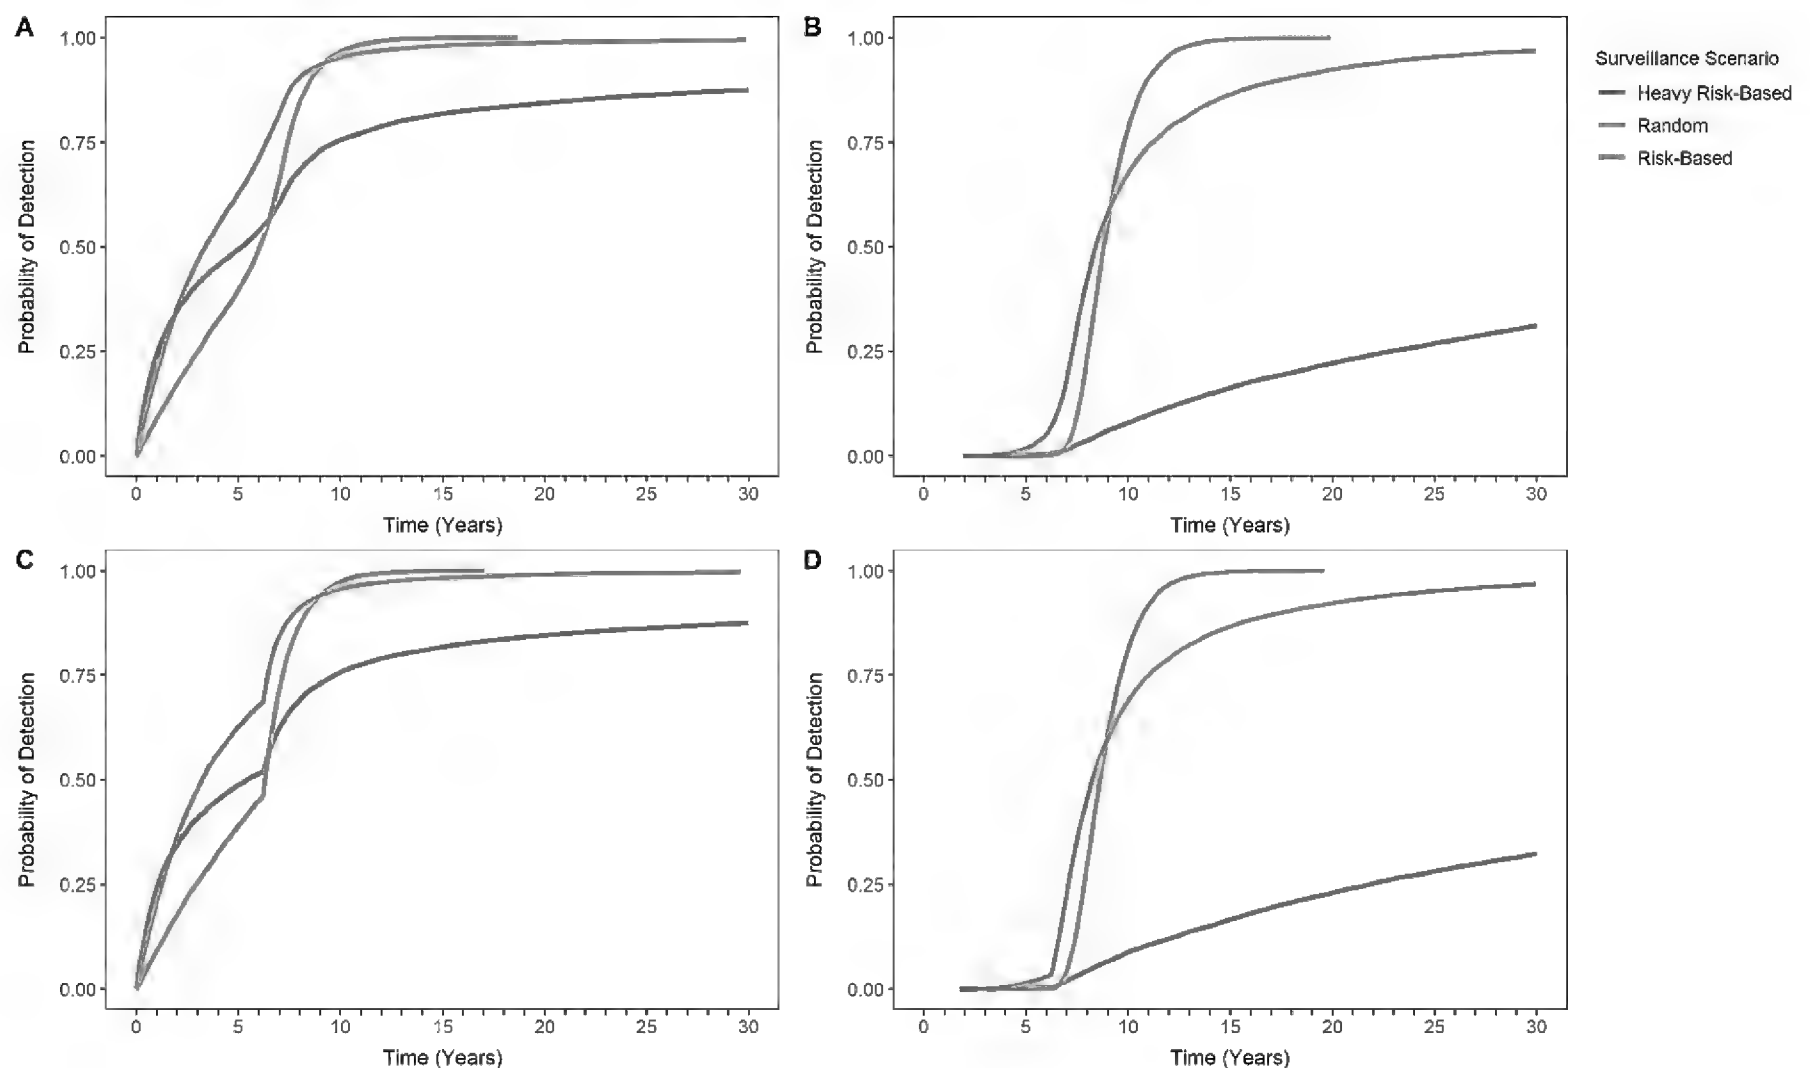 A
1.00
0.75
0.50
0.25
0.00
Probability of Detection
0 5 10 15 20 25 30
Time (Years)
B
1.00
0.75
0.50
0.25
0.00
Probability of Detection
0 5 10 15 20 25 30
Time (Years)
Surveillance Scenario
Heavy Risk-Based
Random
Risk-Based
C
1.00
0.75
0.50
0.25
0.00
Probability of Detection
0 5 10 15 20 25 30
Time (Years)
D
1.00
0.75
0.50
0.25
0.00
Probability of Detection
0 5 10 15 20 25 30
Time (Years)